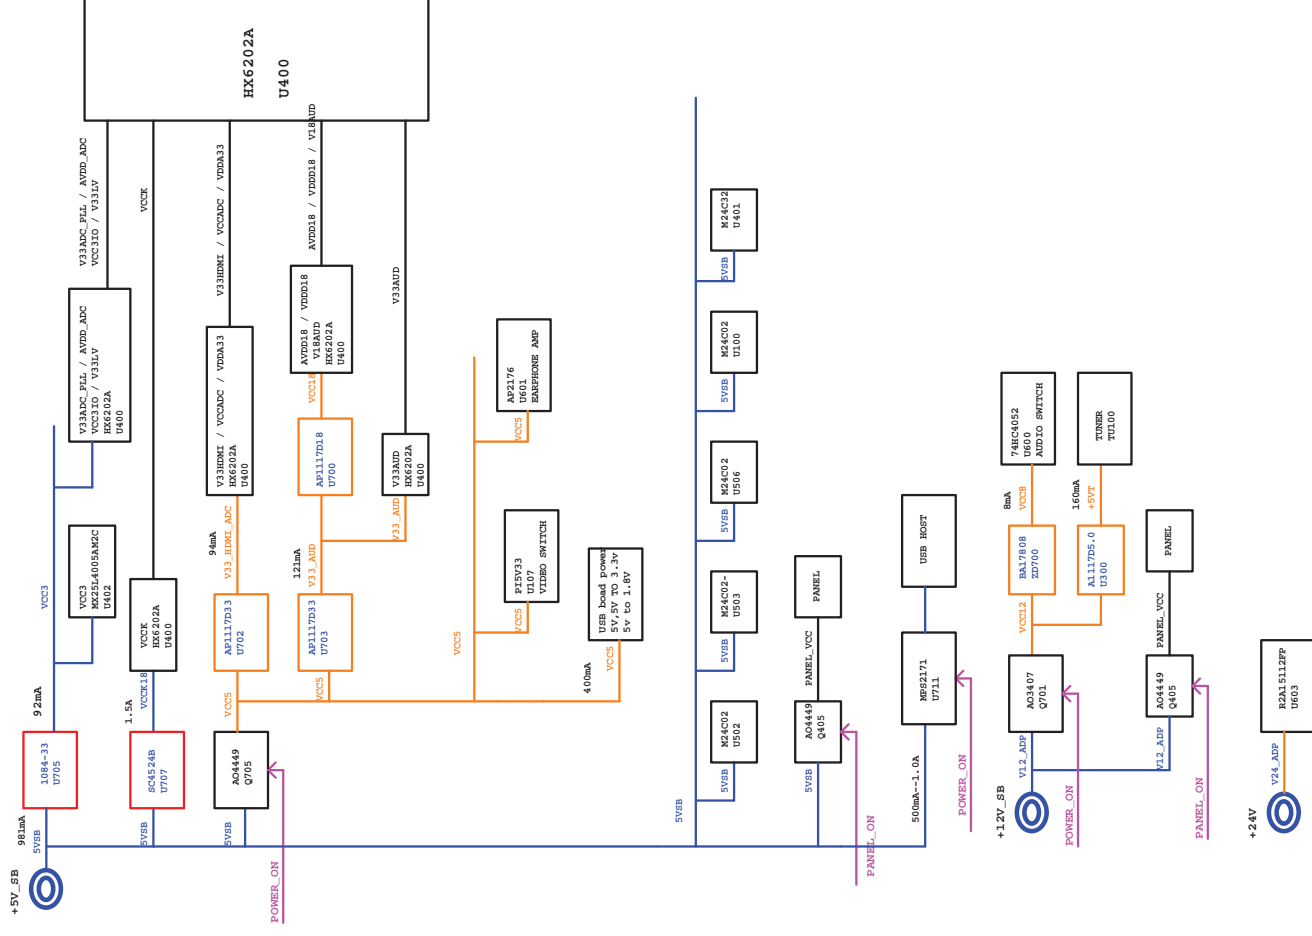 HX6202A
U400
V33ADC_PLL / AVDD_ADC
VCC3IO / V33LV
VCCK
V33HDMI / VCCADC / VDDA33
AVDD18 / VDDD18 / V18AUD
V33AUD
V33ADC_PLL / AVDD_ADC
VCC3IO / V33LV
HX6202A
U400
VCC3
VCC3
MX25L4005AM2C
U402
92mA
1084-33
U705
981mA
5VSB
+5V_SB
VCCK
HX6202A
U400
1.5A
VCCK18
SC4524B
U707
5VSB
V33HDMI / VCCADC / VDDA33
HX6202A
U400
94mA
V33_HDMI_ADC
AP1117D33
U702
VCC5
AO4449
Q705
5VSB
POWER_ON
AVDD18 / VDDD18
V18AUD
HX6202A
U400
VCC18
AP1117D18
U700
121mA
V33_AUD
AP1117D33
U703
VCC5
V33AUD
HX6202A
U400
V33_AUD
VCC5
AP2176
U601
EARPHONE AMP
VCC5
PI5V33
U107
VIDEO SWITCH
VCC5
USB boad power
5V,5V TO 3.3v
5v to 1.8V
400mA
VCC5
5VSB
M24C32
U401
5VSB
M24C02
U100
5VSB
M24C02
U506
5VSB
M24C02-
U503
5VSB
M24C02
U502
5VSB
PANEL
PANEL_VCC
AO4449
Q405
5VSB
PANEL_ON
USB HOST
MPS2171
U711
500mA--1.0A
POWER_ON
74HC4052
U600
AUDIO SWITCH
8mA
VCC8
BA17808
ZD700
VCC12
AO3407
Q701
V12_ADP
+12V_SB
POWER_ON
TUNER
TU100
160mA
+5VT
A1117D5.0
U300
PANEL
PANEL_VCC
AO4449
Q405
V12_ADP
PANEL_ON
R2A15112FP
U603
V24_ADP
+24V